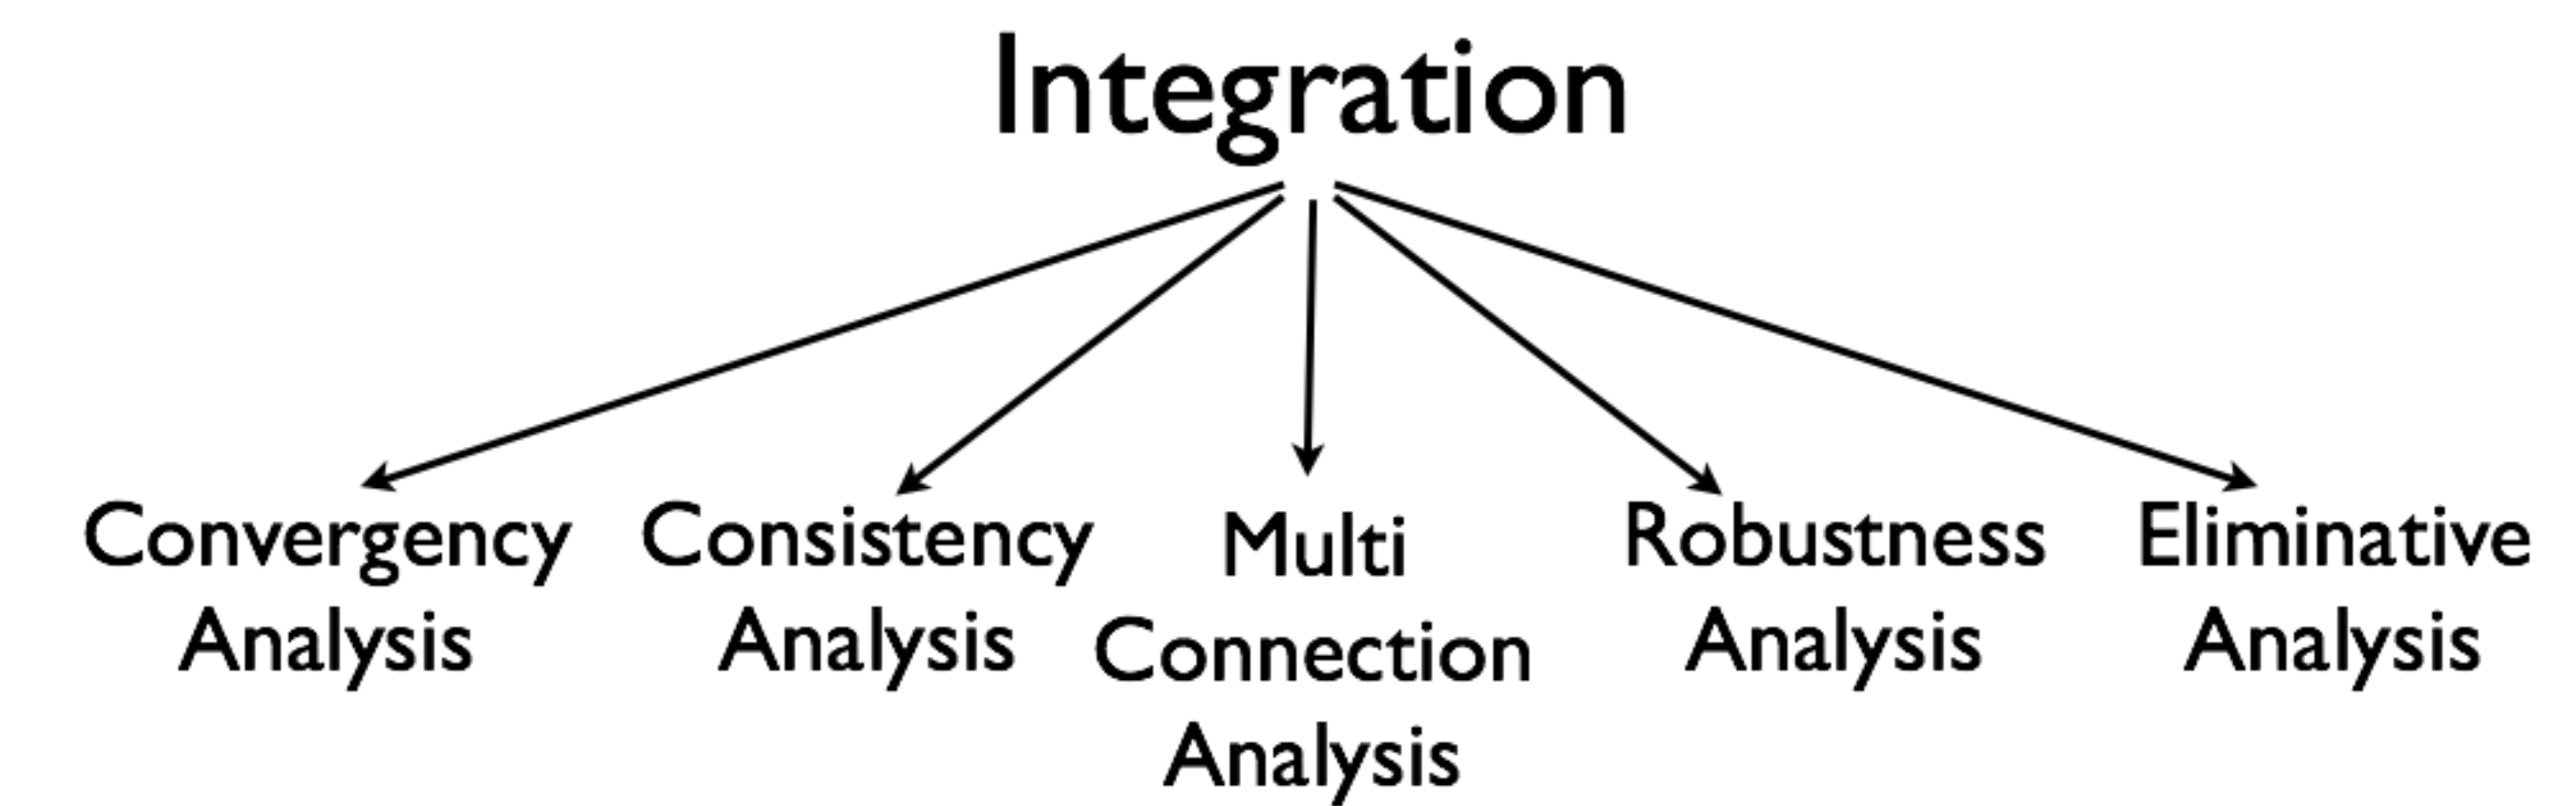 Integration
Convergency
Analysis
Consistency
Analysis
Multi
Connection
Analysis
Robustness
Analysis
Eliminative
Analysis